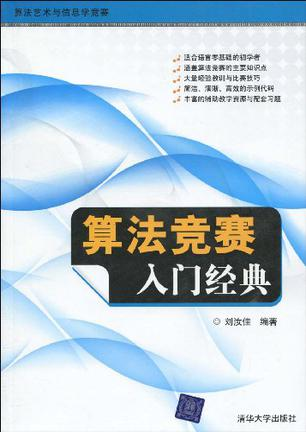 算法艺术与信息学竞赛
适合语言零基础的初学者
涵盖算法竞赛的主要知识点
大量经验教训与比赛技巧
简洁、清晰、高效的示例代码
丰富的辅助教学资源与配套习题
算法竞赛
入门经典
刘汝佳 编著
清华大学出版社